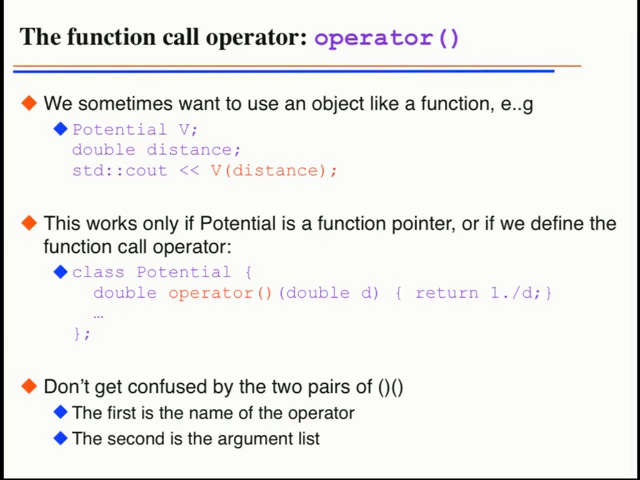 The function call operator: operator()
We sometimes want to use an object like a function, e..g
Potential V;
double distance;
std::cout << V(distance);
This works only if Potential is a function pointer, or if we define the
function call operator:
class Potential {
double operator()(double d) { return 1./d;}
…
};
Don't get confused by the two pairs of ()()
The first is the name of the operator
The second is the argument list